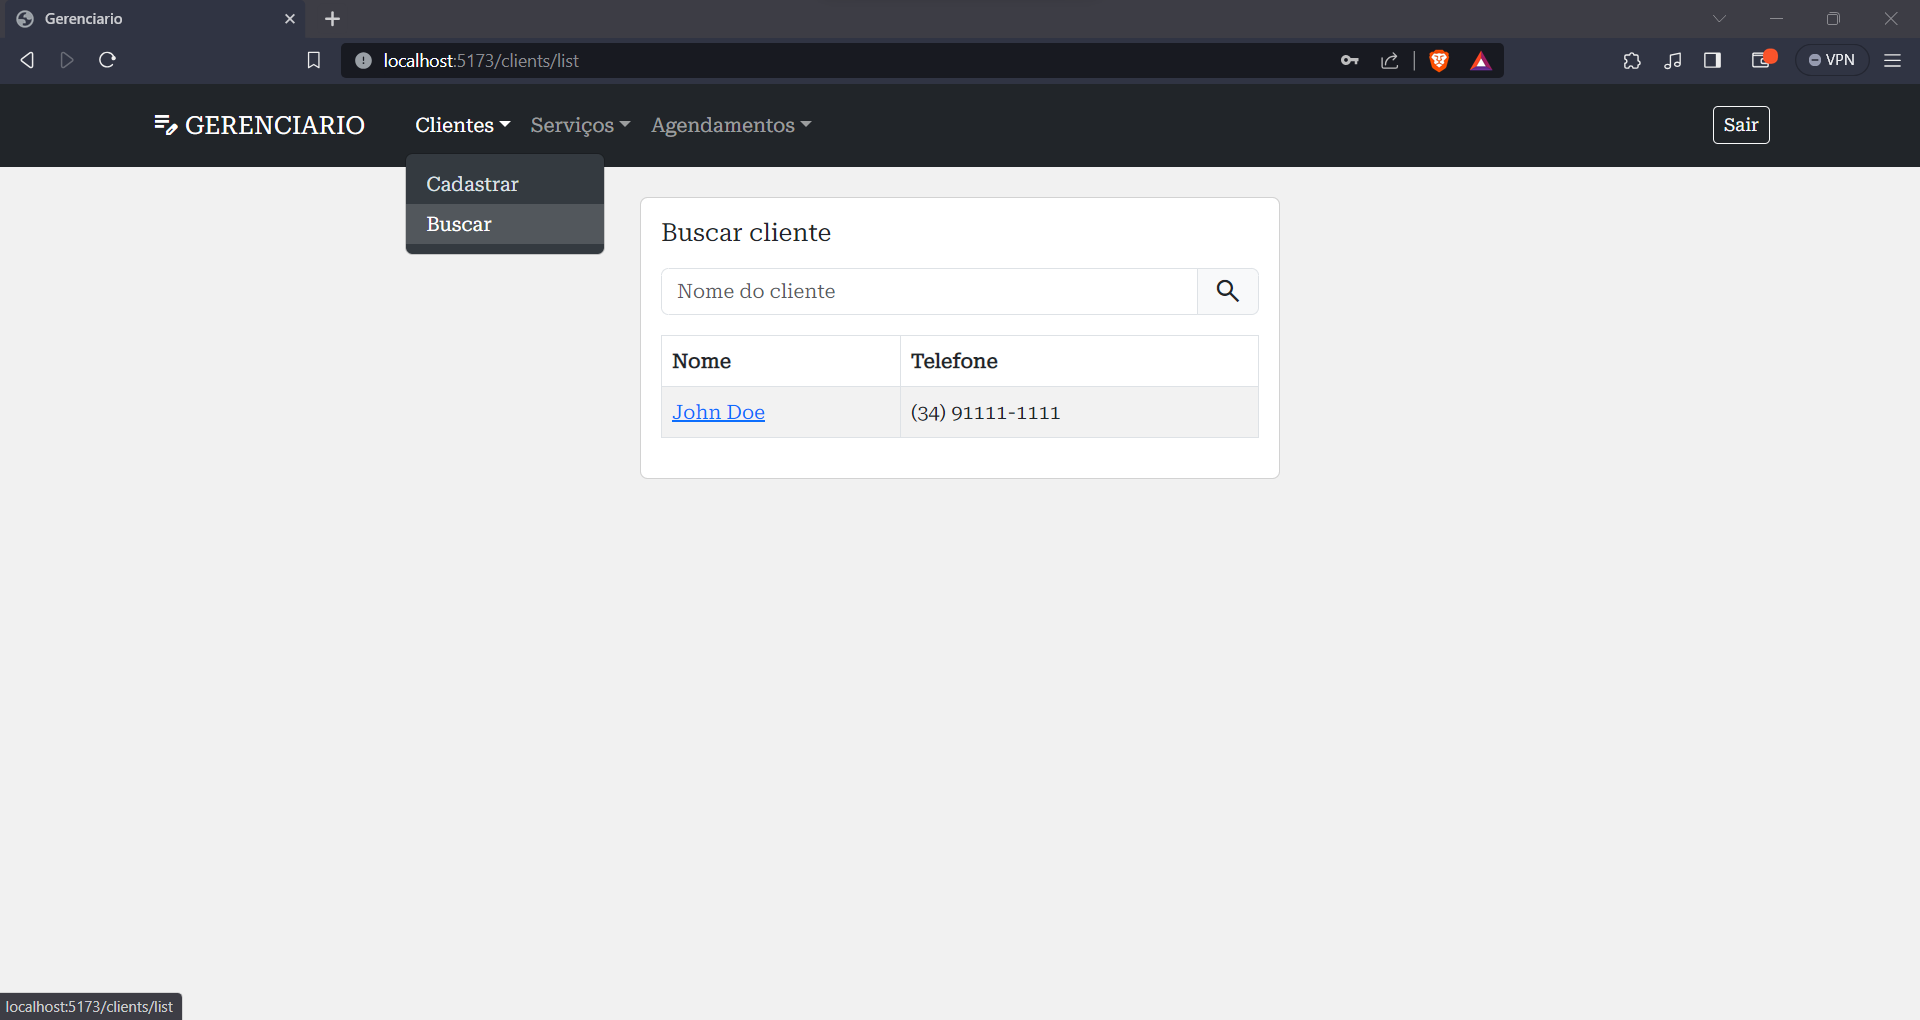 Gerenciario
localhost:5173/clients/list
VPN
GERENCIARIO
Clientes
Serviços
Agendamentos
Sair
Cadastrar
Buscar
Buscar cliente
Nome do cliente
Nome
Telefone
John Doe
(34) 91111-1111
localhost:5173/clients/list